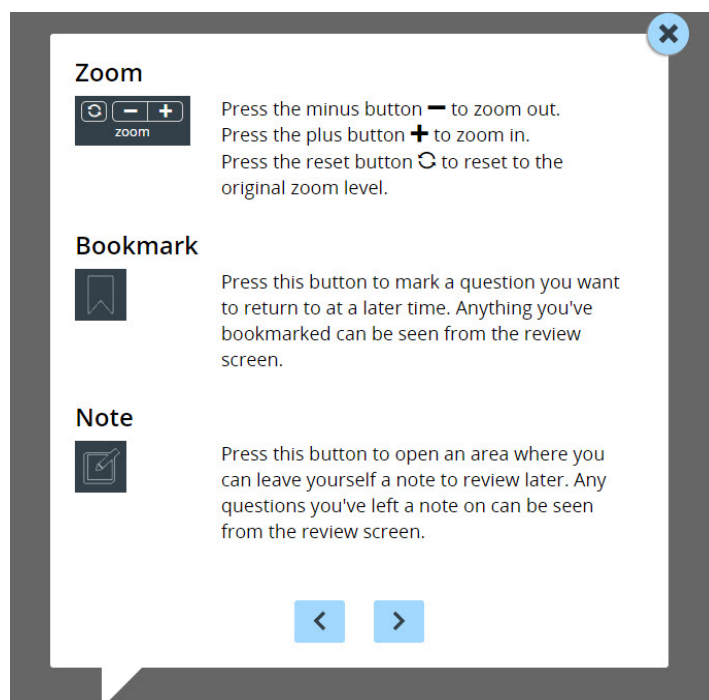 Zoom
zoom
Press the minus button − to zoom out.
Press the plus button + to zoom in.
Press the reset button to reset to the
original zoom level.
Bookmark
Press this button to mark a question you want
to return to at a later time. Anything you've
bookmarked can be seen from the review
screen.
Note
Press this button to open an area where you
can leave yourself a note to review later. Any
questions you've left a note on can be seen
from the review screen.